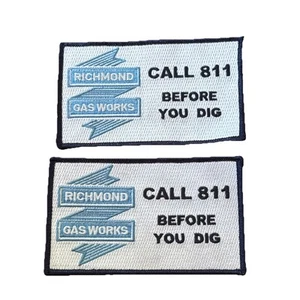 RICHMOND
GAS WORKS
CALL 811
BEFORE
YOU DIG
RICHMOND
GAS WORKS
CALL 811
BEFORE
YOU DIG